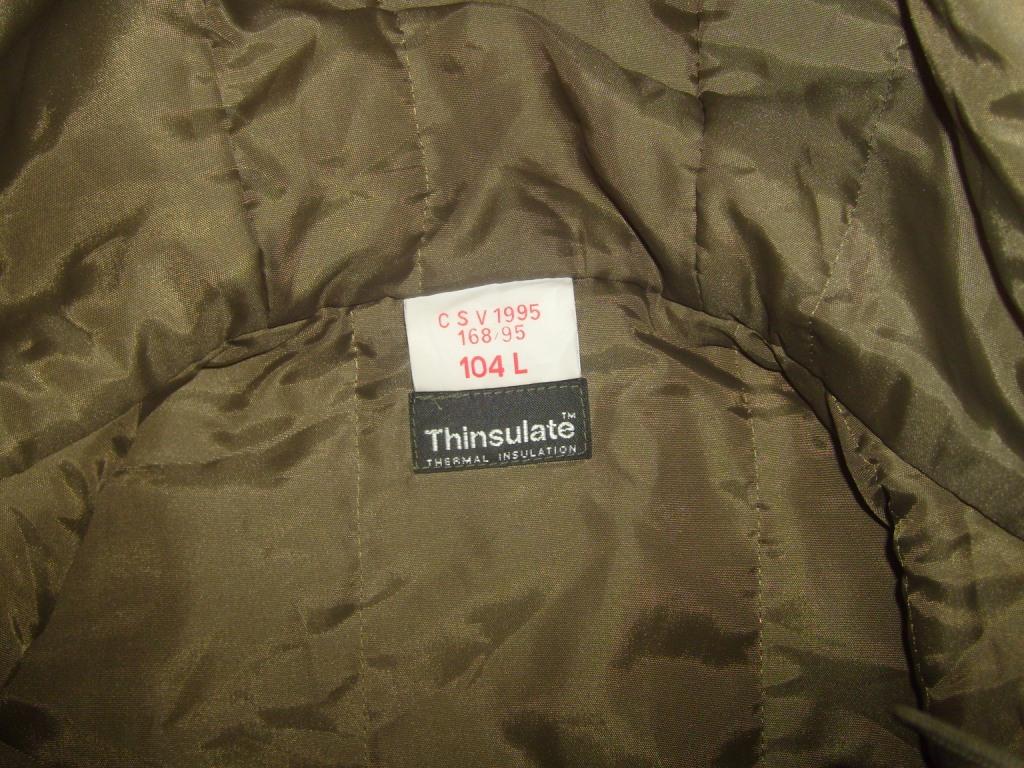 C S V 1995
168/95
104 L
Thinsulate™
THERMAL INSULATION